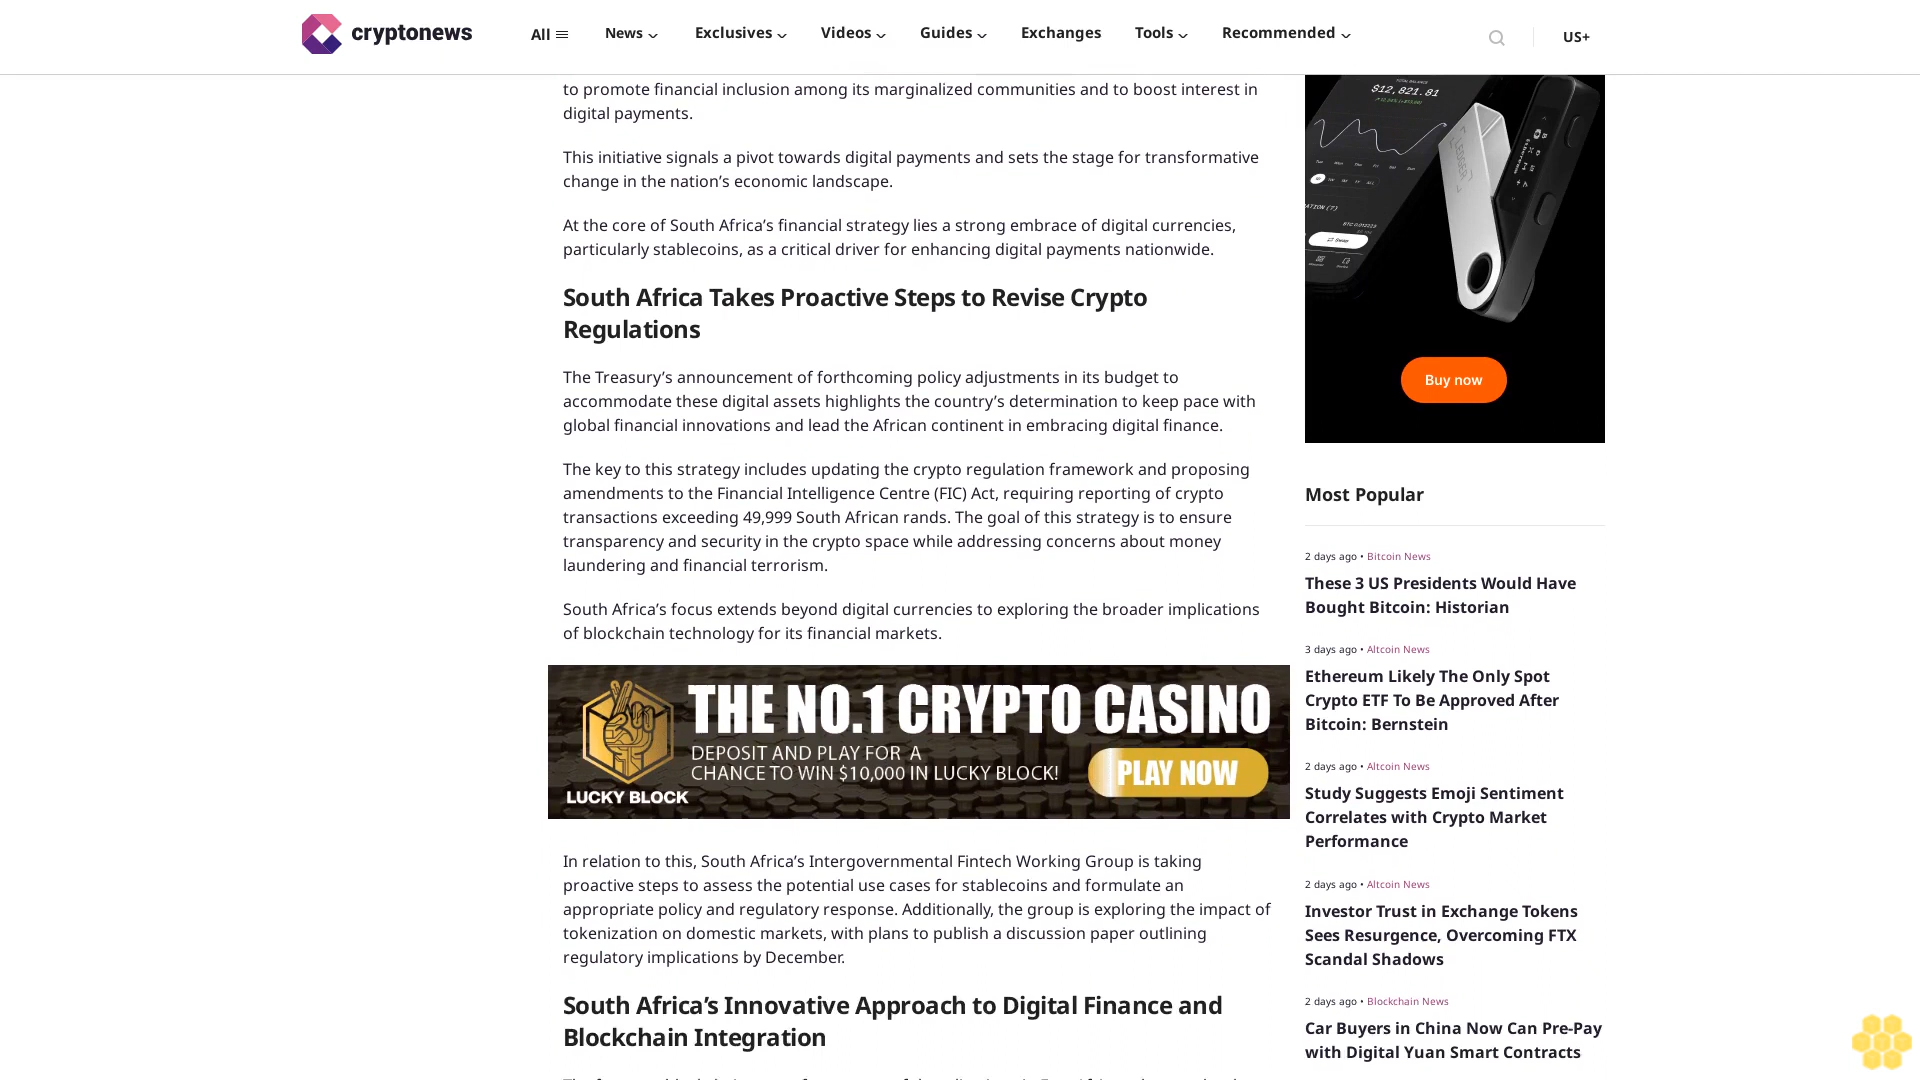 cryptonews
All
News
Exclusives
Videos
Guides
Exchanges
Tools
Recommended
US+
to promote financial inclusion among its marginalized communities and to boost interest in
digital payments.
This initiative signals a pivot towards digital payments and sets the stage for transformative
change in the nation’s economic landscape.
At the core of South Africa’s financial strategy lies a strong embrace of digital currencies,
particularly stablecoins, as a critical driver for enhancing digital payments nationwide.
South Africa Takes Proactive Steps to Revise Crypto
Regulations
The Treasury’s announcement of forthcoming policy adjustments in its budget to
accommodate these digital assets highlights the country’s determination to keep pace with
global financial innovations and lead the African continent in embracing digital finance.
The key to this strategy includes updating the crypto regulation framework and proposing
amendments to the Financial Intelligence Centre (FIC) Act, requiring reporting of crypto
transactions exceeding 49,999 South African rands. The goal of this strategy is to ensure
transparency and security in the crypto space while addressing concerns about money
laundering and financial terrorism.
South Africa’s focus extends beyond digital currencies to exploring the broader implications
of blockchain technology for its financial markets.
THE NO.1 CRYPTO CASINO
DEPOSIT AND PLAY FOR A
CHANCE TO WIN $10,000 IN LUCKY BLOCK!
PLAY NOW
LUCKY BLOCK
In relation to this, South Africa’s Intergovernmental Fintech Working Group is taking
proactive steps to assess the potential use cases for stablecoins and formulate an
appropriate policy and regulatory response. Additionally, the group is exploring the impact of
tokenization on domestic markets, with plans to publish a discussion paper outlining
regulatory implications by December.
South Africa’s Innovative Approach to Digital Finance and
Blockchain Integration
$12,821.81
LEDGER
Swap
Buy now
Most Popular
2 days ago • Bitcoin News
These 3 US Presidents Would Have
Bought Bitcoin: Historian
3 days ago • Altcoin News
Ethereum Likely The Only Spot
Crypto ETF To Be Approved After
Bitcoin: Bernstein
2 days ago • Altcoin News
Study Suggests Emoji Sentiment
Correlates with Crypto Market
Performance
2 days ago • Altcoin News
Investor Trust in Exchange Tokens
Sees Resurgence, Overcoming FTX
Scandal Shadows
2 days ago • Blockchain News
Car Buyers in China Now Can Pre-Pay
with Digital Yuan Smart Contracts